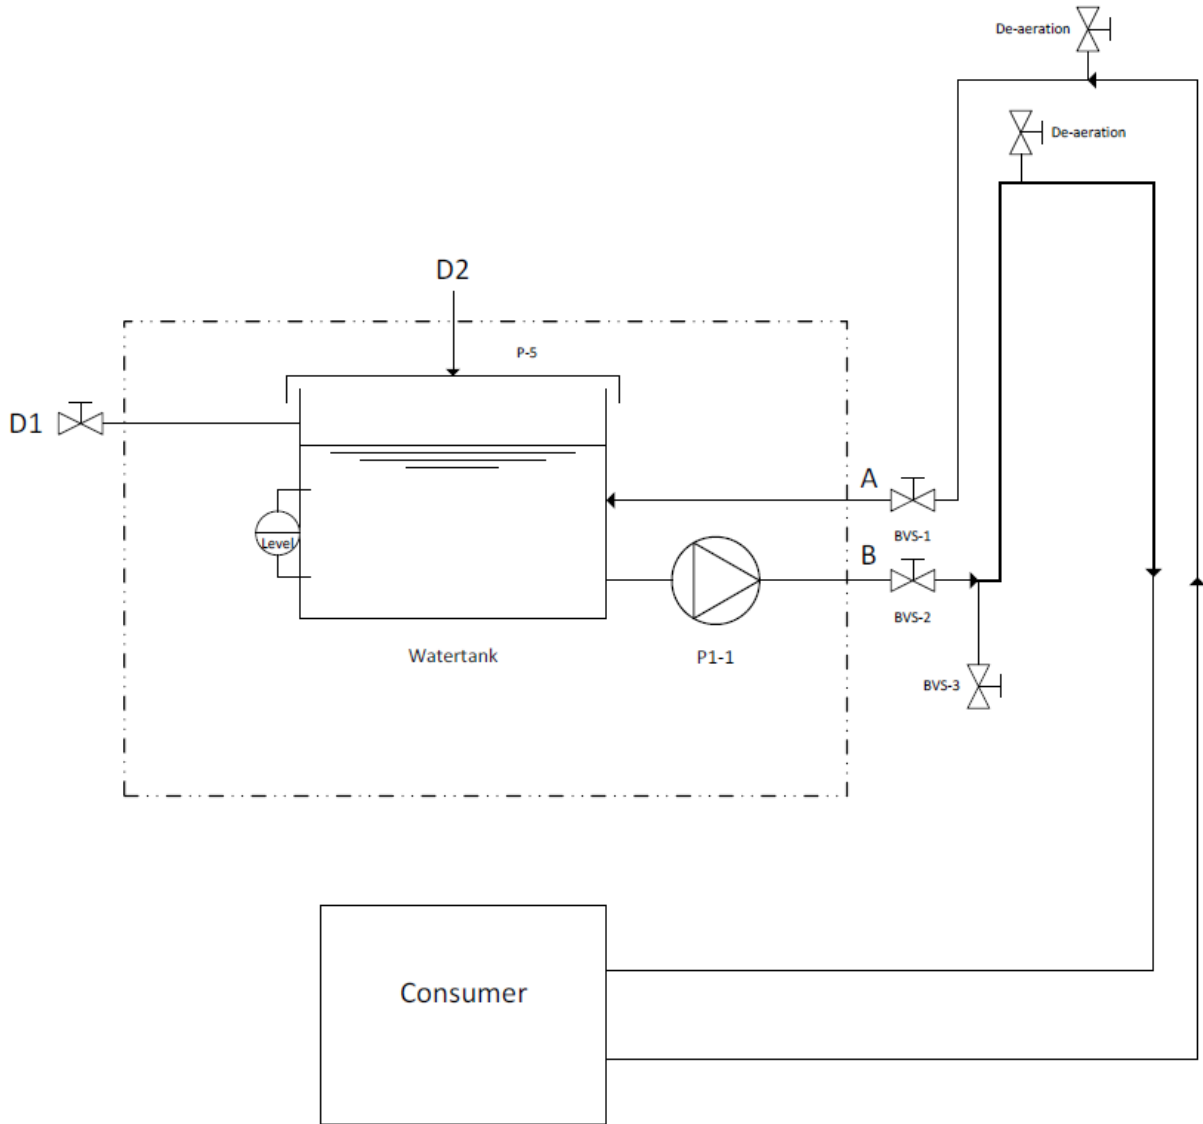 De-aeration
De-aeration
D2
P-5
D1
A
BVS-1
Level
B
BVS-2
Watertank
P1-1
BVS-3
Consumer